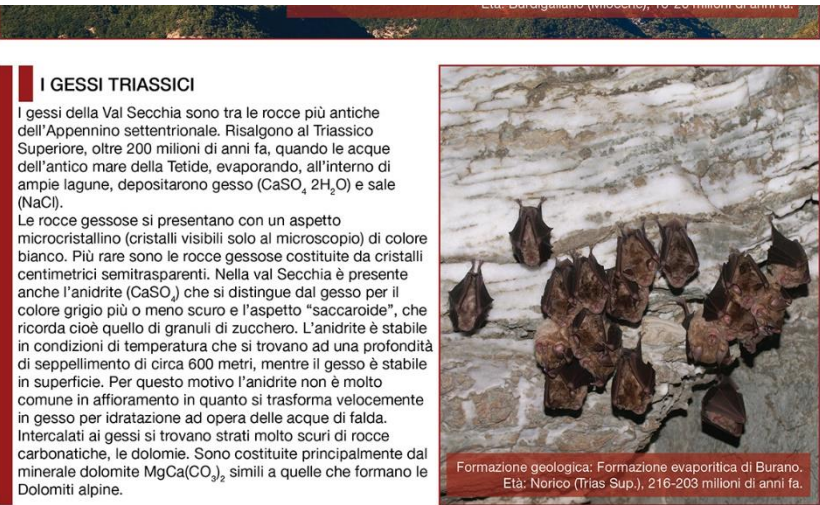 Età: Burdigaliano (Miocene), 16-20 milioni di anni fa.
I GESSI TRIASSICI
I gessi della Val Secchia sono tra le rocce più antiche
dell'Appennino settentrionale. Risalgono al Triassico
Superiore, oltre 200 milioni di anni fa, quando le acque
dell'antico mare della Tetide, evaporando, all'interno di
ampie lagune, depositarono gesso (CaSO₄ 2H₂O) e sale
(NaCl).
Le rocce gessose si presentano con un aspetto
microcristallino (cristalli visibili solo al microscopio) di colore
bianco. Più rare sono le rocce gessose costituite da cristalli
centimetrici semitrasparenti. Nella val Secchia è presente
anche l'anidrite (CaSO₄) che si distingue dal gesso per il
colore grigio più o meno scuro e l'aspetto "saccaroide", che
ricorda cioè quello di granuli di zucchero. L'anidrite è stabile
in condizioni di temperatura che si trovano ad una profondità
di seppellimento di circa 600 metri, mentre il gesso è stabile
in superficie. Per questo motivo l'anidrite non è molto
comune in affioramento in quanto si trasforma velocemente
in gesso per idratazione ad opera delle acque di falda.
Intercalati ai gessi si trovano strati molto scuri di rocce
carbonatiche, le dolomie. Sono costituite principalmente dal
minerale dolomite MgCa(CO₃)₂ simili a quelle che formano le
Dolomiti alpine.
Formazione geologica: Formazione evaporitica di Burano.
Età: Norico (Trias Sup.), 216-203 milioni di anni fa.